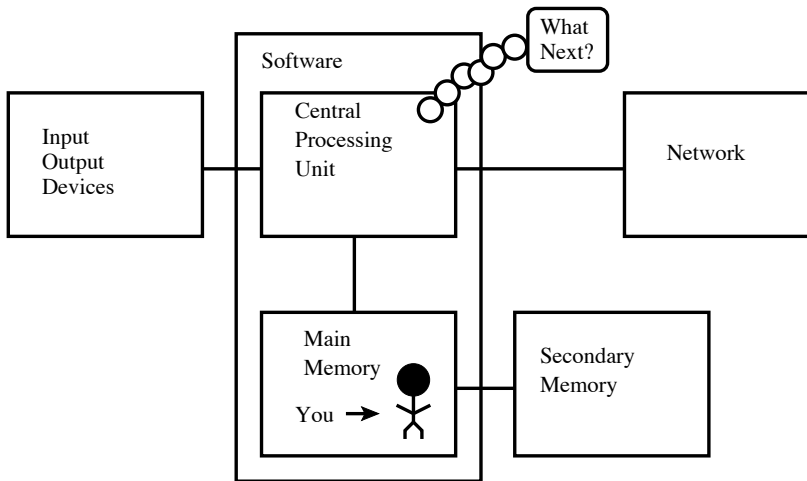 What
Next?
Software
Input
Output
Devices
Central
Processing
Unit
Network
Main
Memory
You
Secondary
Memory